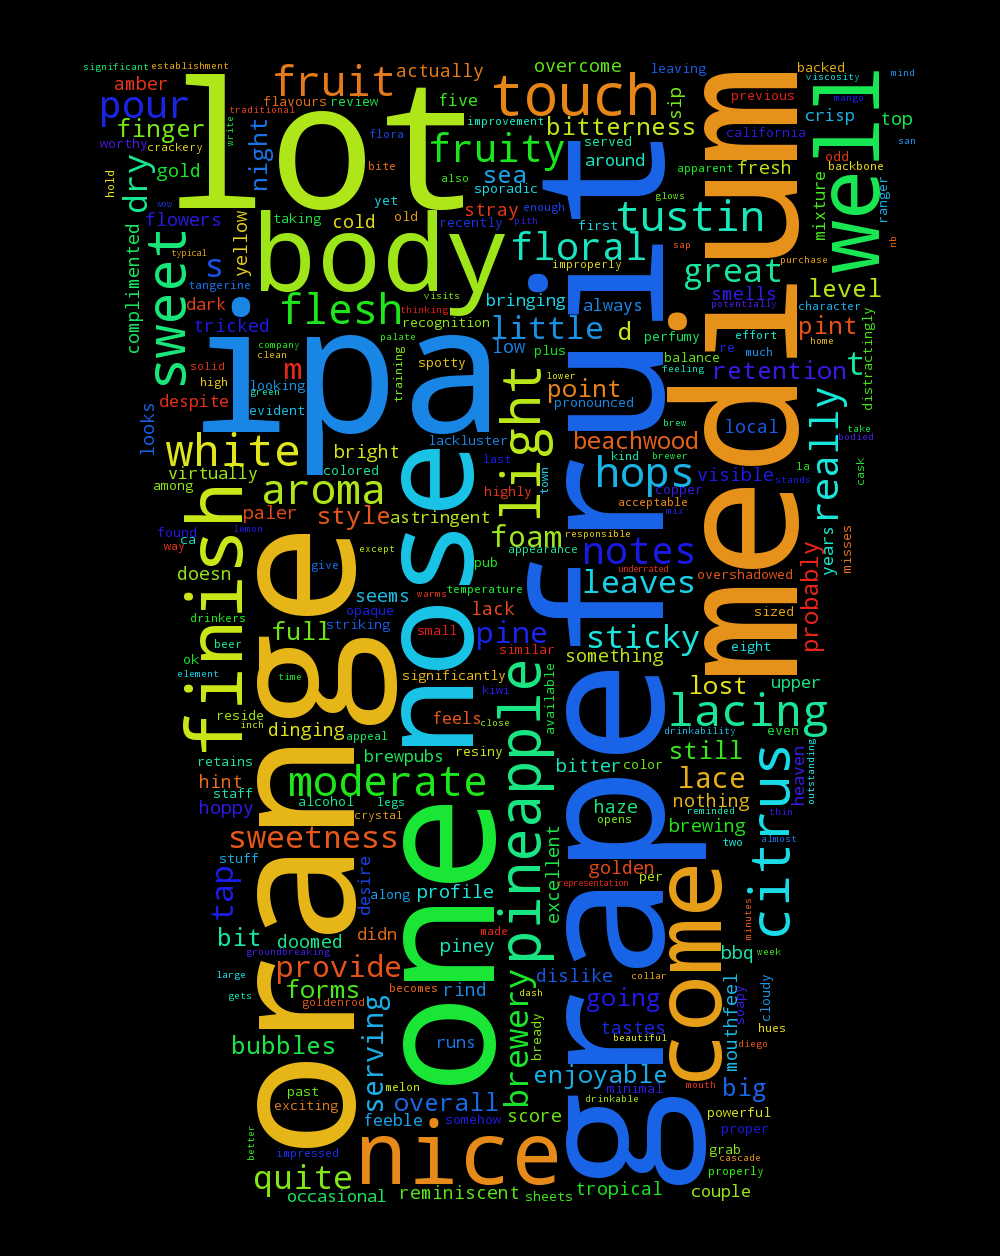 significant establishment
amber fruit actually overcome leaving backed viscosity mind
pour lot touch sip previous mango well
traditional flavours review five improvement crisp top
finger write flora fruity bitterness california san
worthy crackery night served around odd
gold bite also sea apparent fresh backbone
hold dry yet sporadic enough glows ranger
flowers taking cold old stray first tustin mixture
wow recently pith
complimented sweet yellow body floral sap nb
typical s improperly great purchase
tangerine flesh visits bringing always smells level
dark thinking potentially character
tricked recognition little d perfumy effort pint
company ipa palate low plus re much home distractingly
clean m balance t
solid high looking training spotty lower point feeling retention
green
despite evident light pronounced take
looks brew local really bodied
white bright lackluster beachwood
virtually colored last kind brewer la cask
among aroma town hops visible stands
paler highly copper
style astringent acceptable mix
found lemon foam responsible
way ca finish except nose appearance notes years misses
doesn give pub underrated overshadowed probably
seems warms temperature leaves
drinkers opaque lack sized
beer striking small pine sticky
full similar eight
ok something
element time significantly kiwi lost upper
orange pineapple available medium
reside inch feels close lacing
dinging appeal drinkability even
retains brewpubs resiny still heaven outstanding
hint moderate bitter color lace
staff citrus
hoppy alcohol legs haze nothing reminded thin
crystal opens brewing
sweetness two almost
stuff golden
tap desire along profile excellent representation per
one minutes
bit doomed didn made
piney come bbq week
groundbreaking
large provide dislike collar
gets forms becomes rind dash going mouthfeel soapy cloudy
goldenrod
serving brewery tastes hues
bubbles runs bready beautiful diego
enjoyable
past melon minimal mouth big
exciting overall drinkable
feeble somehow score powerful
better nice grapefruit proper
impressed grab cascade
quite properly
occasional reminiscent sheets tropical couple